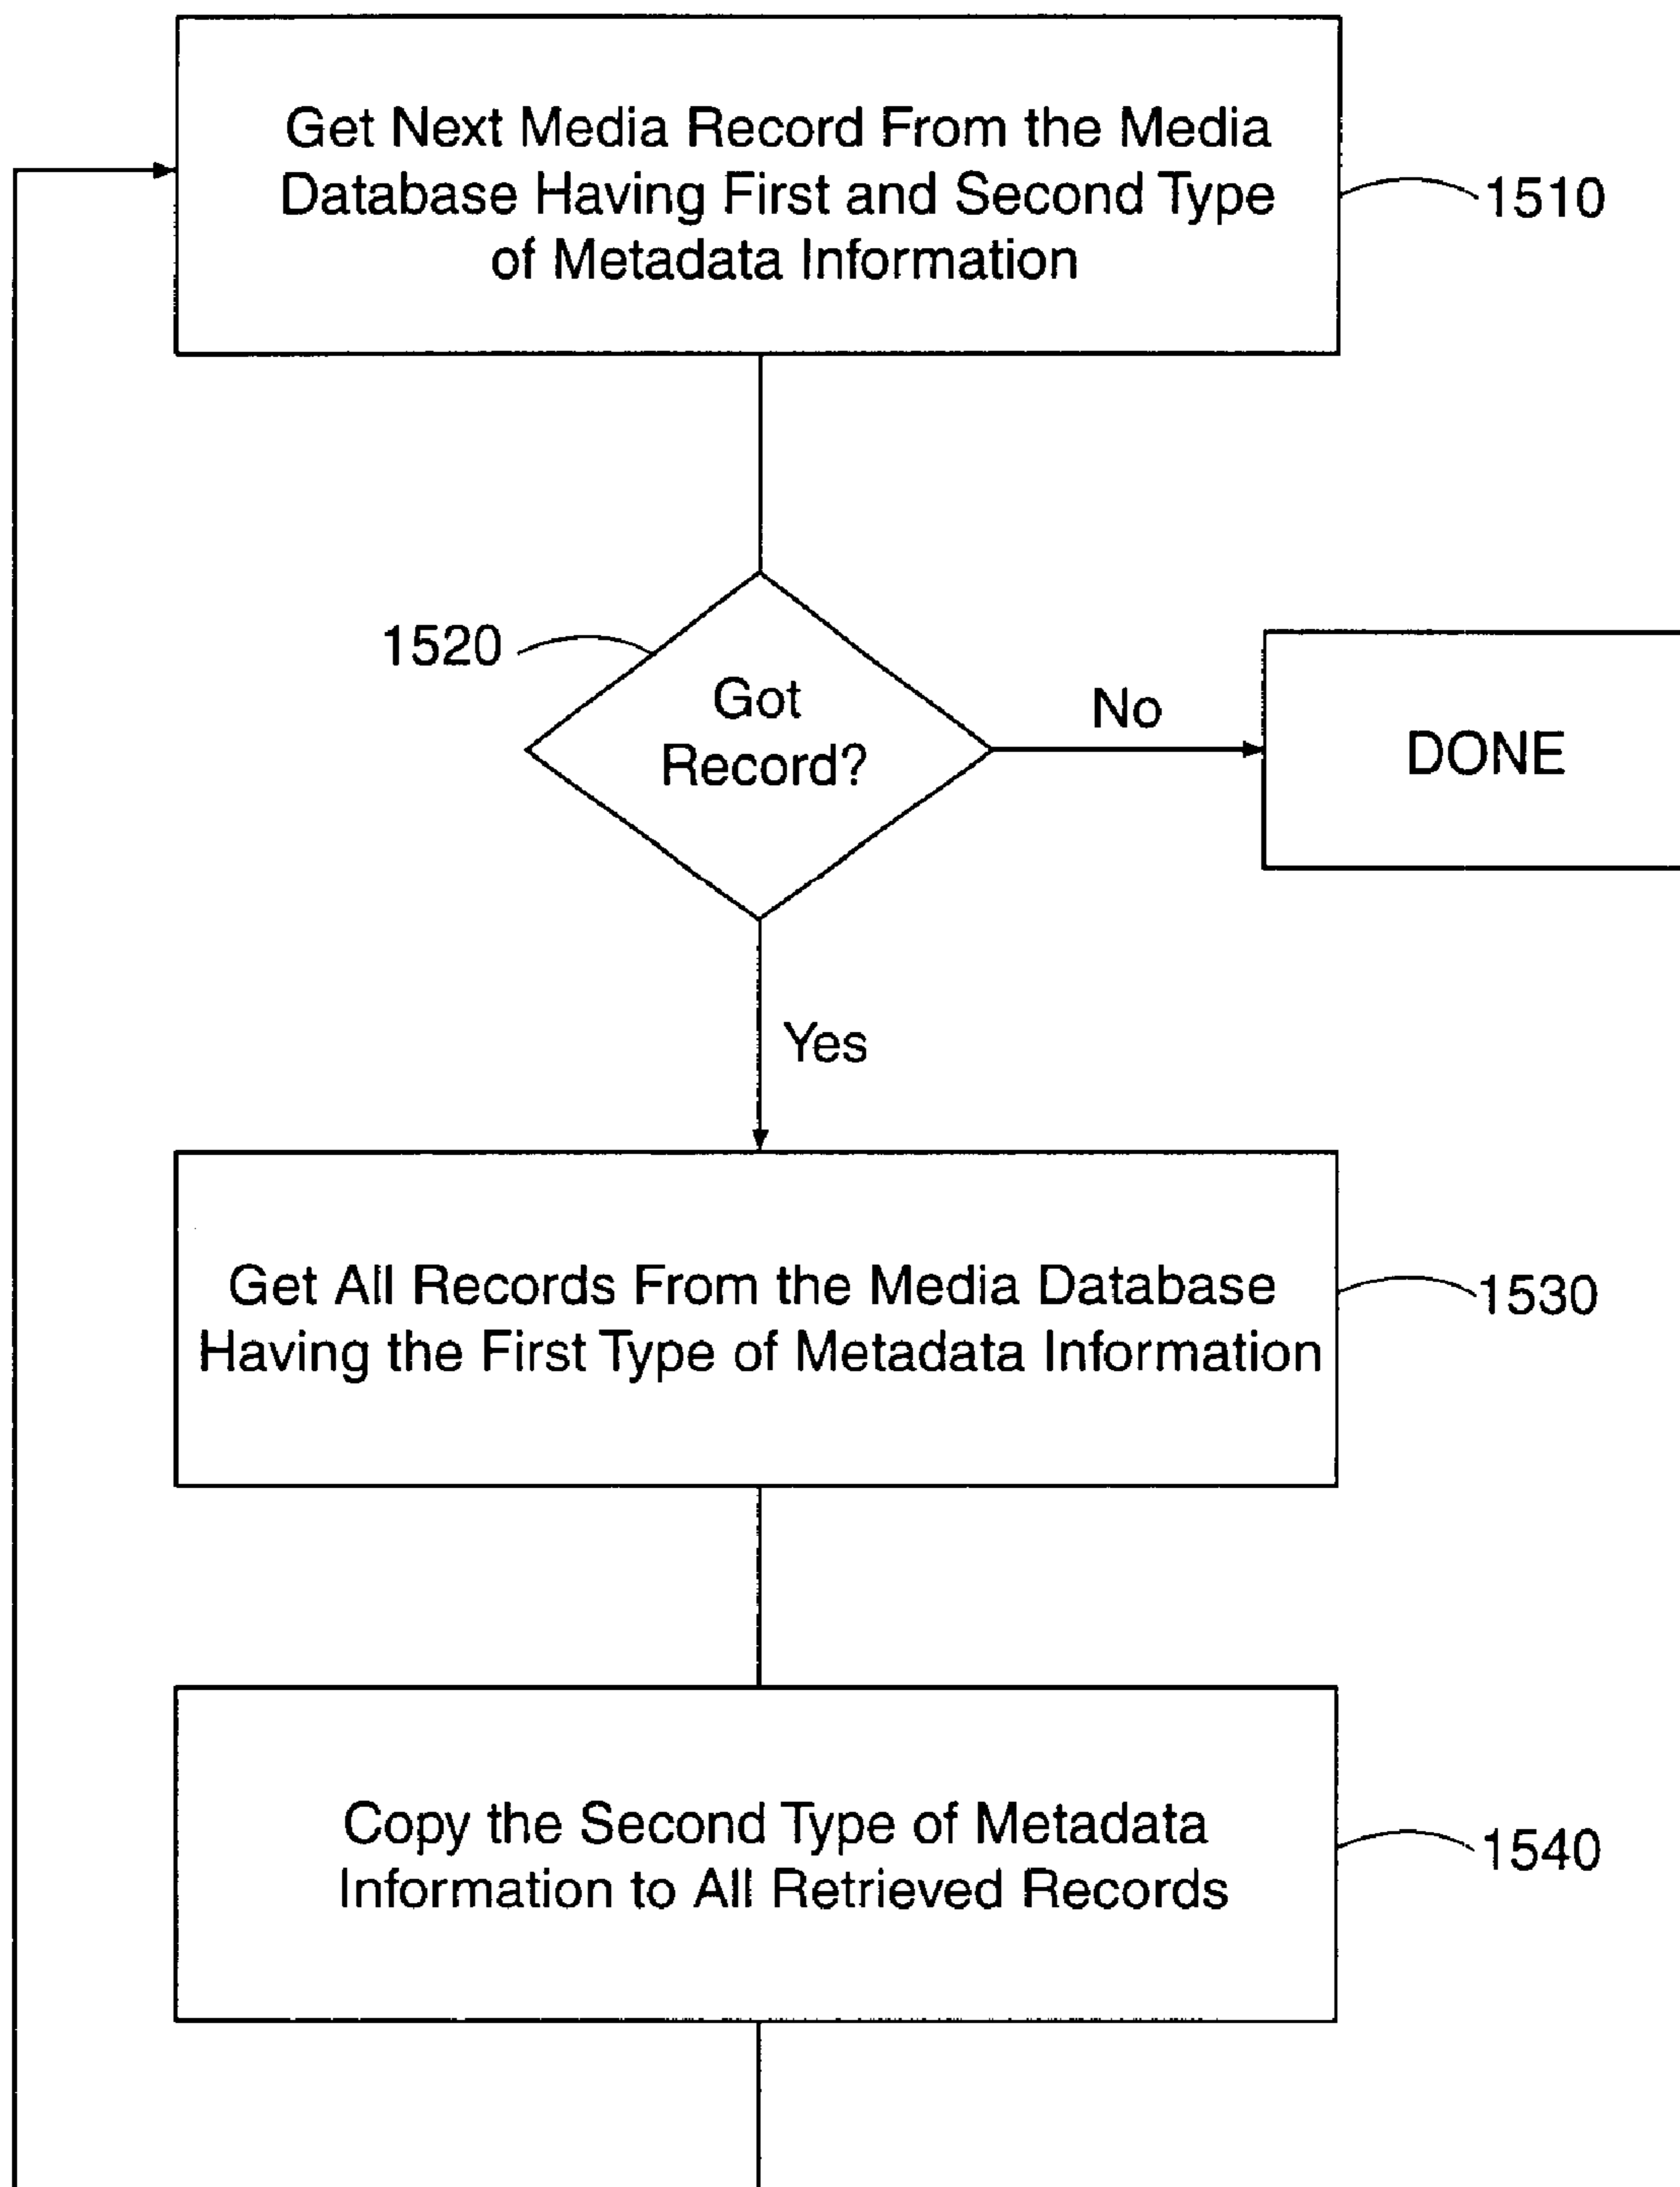 Get Next Media Record From the Media
Database Having First and Second Type
of Metadata Information
1510
1520
Got
Record?
No
DONE
Yes
Get All Records From the Media Database
Having the First Type of Metadata Information
1530
Copy the Second Type of Metadata
Information to All Retrieved Records
1540